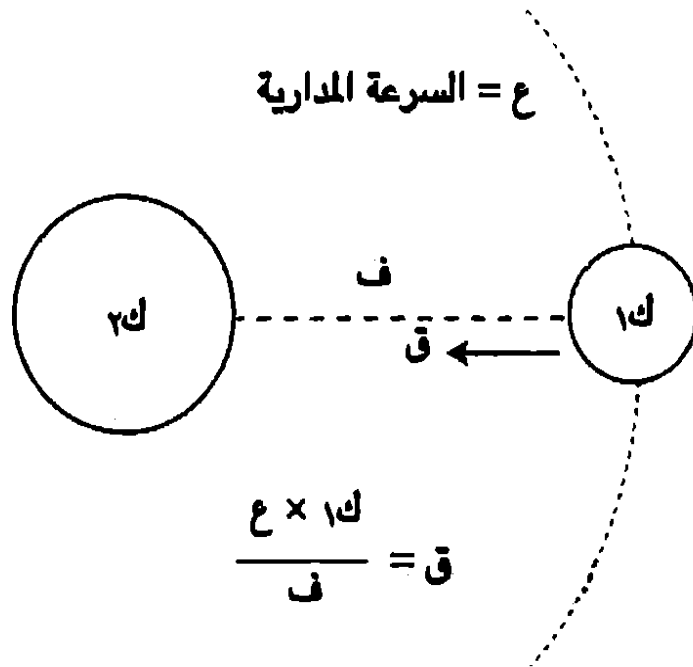 ع = السرعة المدارية
ف
ك٢
ك١
ق
ق = ك١ × ع
ف